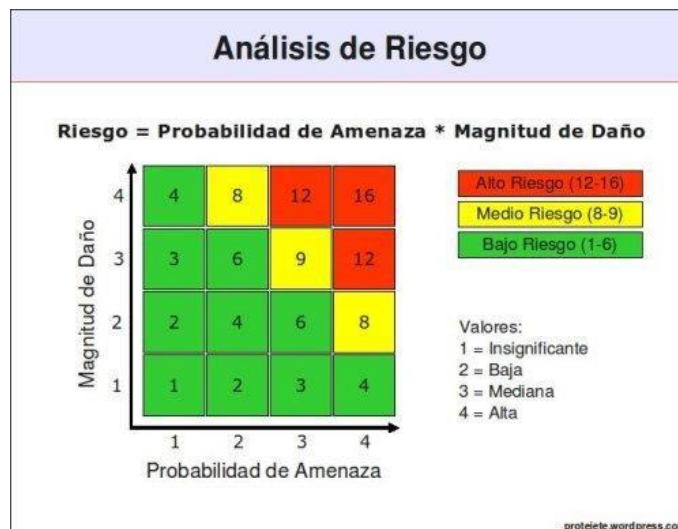 Análisis de Riesgo
Riesgo = Probabilidad de Amenaza * Magnitud de Daño
Magnitud de Daño
4 4 8 12 16
3 3 6 9 12
2 2 4 6 8
1 1 2 3 4
1 2 3 4
Probabilidad de Amenaza
Alto Riesgo (12-16)
Medio Riesgo (8-9)
Bajo Riesgo (1-6)
Valores:
1 = Insignificante
2 = Baja
3 = Mediana
4 = Alta
protejete.wordpress.co